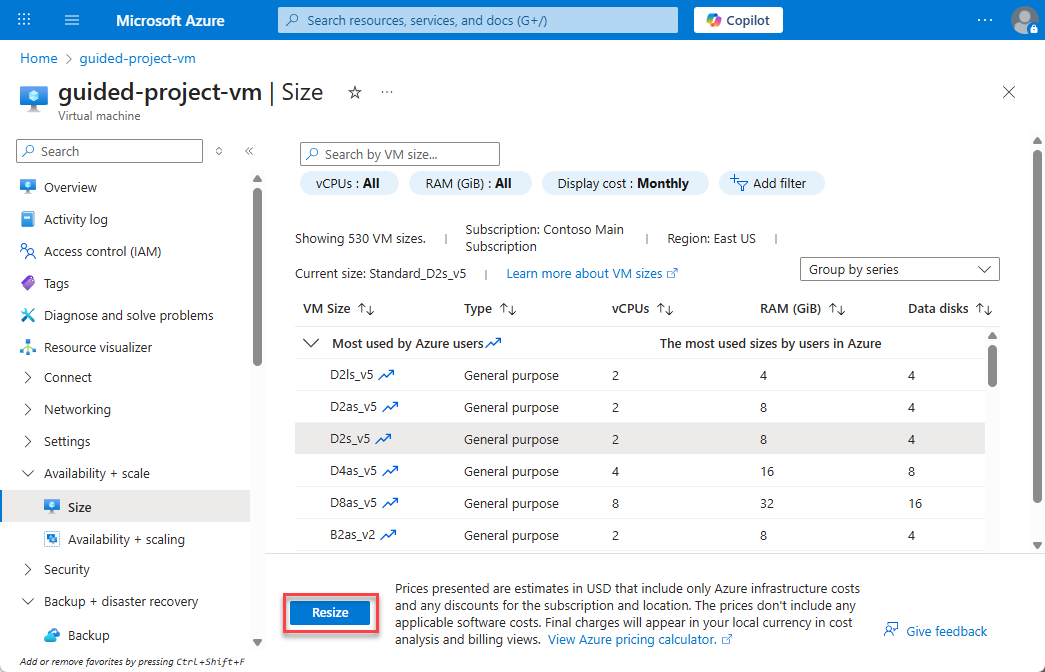 Microsoft Azure
Search resources, services, and docs (G+/)
Copilot
Home > guided-project-vm
guided-project-vm | Size
Virtual machine
Search
Overview
Activity log
Access control (IAM)
Tags
Diagnose and solve problems
Resource visualizer
Connect
Networking
Settings
Availability + scale
Size
Availability + scaling
Security
Backup + disaster recovery
Backup
Add or remove favorites by pressing Ctrl+Shift+F
Search by VM size...
vCPUs : All
RAM (GiB) : All
Display cost : Monthly
Add filter
Showing 530 VM sizes. | Subscription: Contoso Main
Subscription | Region: East US |
Current size: Standard_D2s_v5 | Learn more about VM sizes
Group by series
VM Size Type vCPUs RAM (GiB) Data disks
Most used by Azure users The most used sizes by users in Azure
D2ls_v5 General purpose 2 4 4
D2as_v5 General purpose 2 8 4
D2s_v5 General purpose 2 8 4
D4as_v5 General purpose 4 16 8
D8as_v5 General purpose 8 32 16
B2as_v2 General purpose 2 8 4
Resize
Prices presented are estimates in USD that include only Azure infrastructure costs
and any discounts for the subscription and location. The prices don't include any
applicable software costs. Final charges will appear in your local currency in cost
analysis and billing views. View Azure pricing calculator.
Give feedback